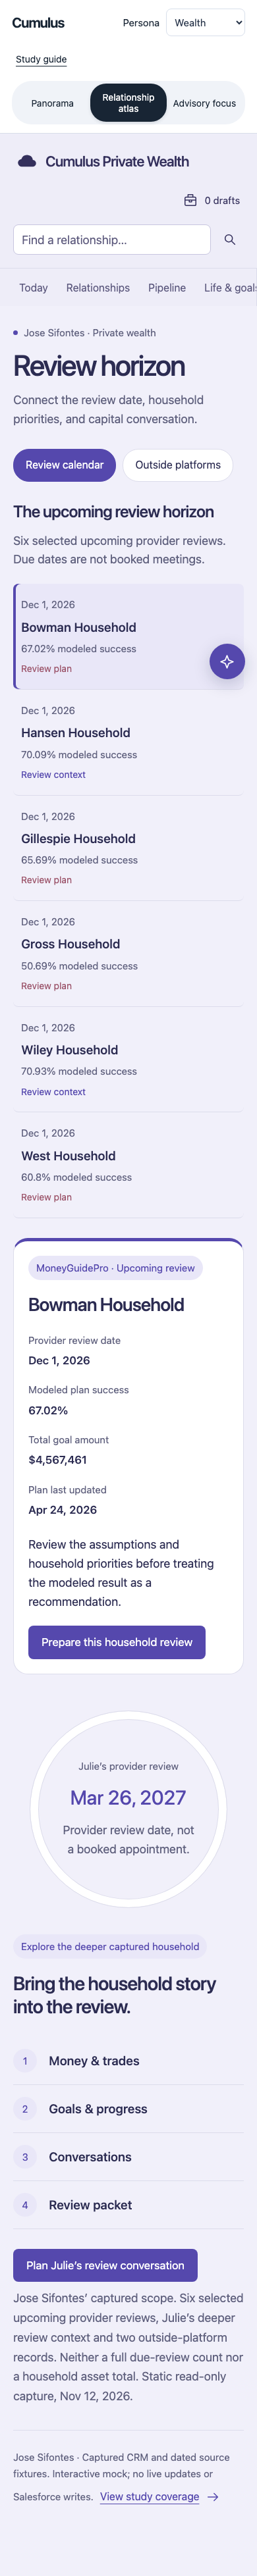 Cumulus
Persona
Wealth
Study guide
Panorama
Relationship
atlas
Advisory focus
Cumulus Private Wealth
0 drafts
Find a relationship...
Today
Relationships
Pipeline
Life & goals
Jose Sifontes · Private wealth
Review horizon
Connect the review date, household
priorities, and capital conversation.
Review calendar
Outside platforms
The upcoming review horizon
Six selected upcoming provider reviews.
Due dates are not booked meetings.
Dec 1, 2026
Bowman Household
67.02% modeled success
Review plan
Dec 1, 2026
Hansen Household
70.09% modeled success
Review context
Dec 1, 2026
Gillespie Household
65.69% modeled success
Review plan
Dec 1, 2026
Gross Household
50.69% modeled success
Review plan
Dec 1, 2026
Wiley Household
70.93% modeled success
Review context
Dec 1, 2026
West Household
60.8% modeled success
Review plan
MoneyGuidePro · Upcoming review
Bowman Household
Provider review date
Dec 1, 2026
Modeled plan success
67.02%
Total goal amount
$4,567,461
Plan last updated
Apr 24, 2026
Review the assumptions and
household priorities before treating
the modeled result as a
recommendation.
Prepare this household review
Julie's provider review
Mar 26, 2027
Provider review date, not
a booked appointment.
Explore the deeper captured household
Bring the household story
into the review.
1 Money & trades
2 Goals & progress
3 Conversations
4 Review packet
Plan Julie's review conversation
Jose Sifontes' captured scope. Six selected
upcoming provider reviews, Julie's deeper
review context and two outside-platform
records. Neither a full due-review count nor
a household asset total. Static read-only
capture, Nov 12, 2026.
Jose Sifontes · Captured CRM and dated source
fixtures. Interactive mock; no live updates or
Salesforce writes. View study coverage →